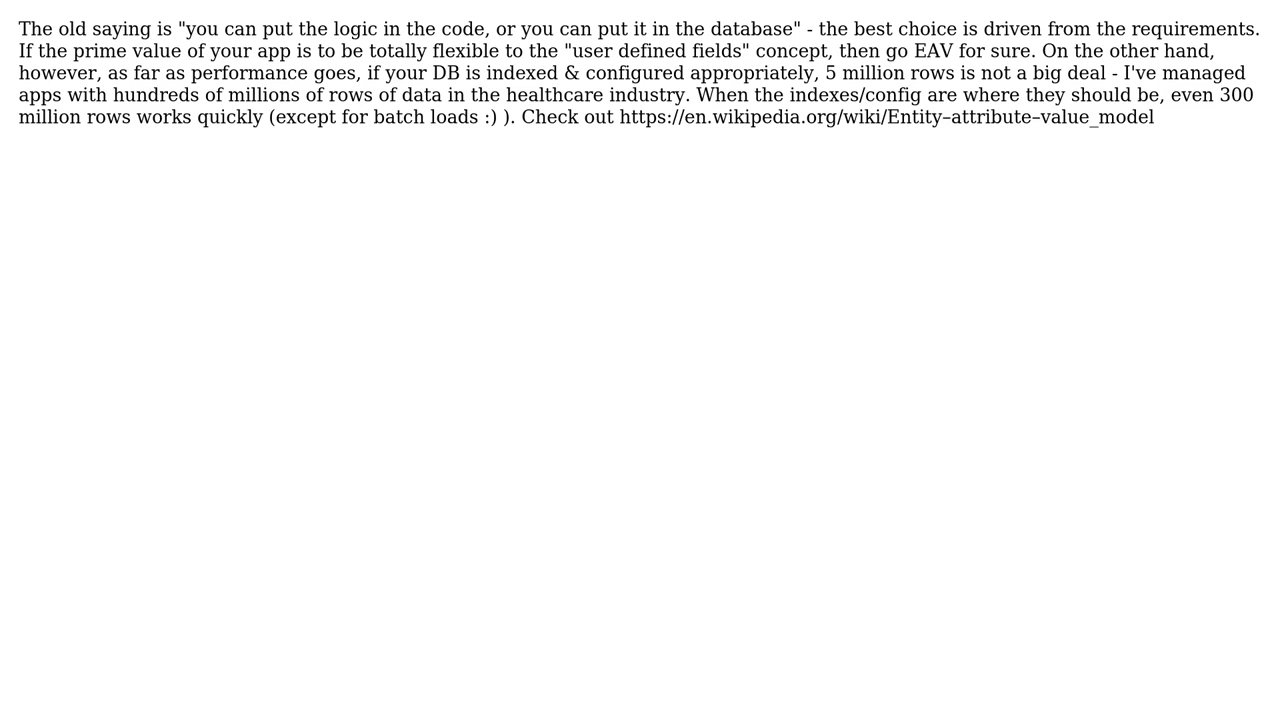 The old saying is "you can put the logic in the code, or you can put it in the database" - the best choice is driven from the requirements.
If the prime value of your app is to be totally flexible to the "user defined fields" concept, then go EAV for sure. On the other hand,
however, as far as performance goes, if your DB is indexed & configured appropriately, 5 million rows is not a big deal - I've managed
apps with hundreds of millions of rows of data in the healthcare industry. When the indexes/config are where they should be, even 300
million rows works quickly (except for batch loads :) ). Check out https://en.wikipedia.org/wiki/Entity–attribute–value_model